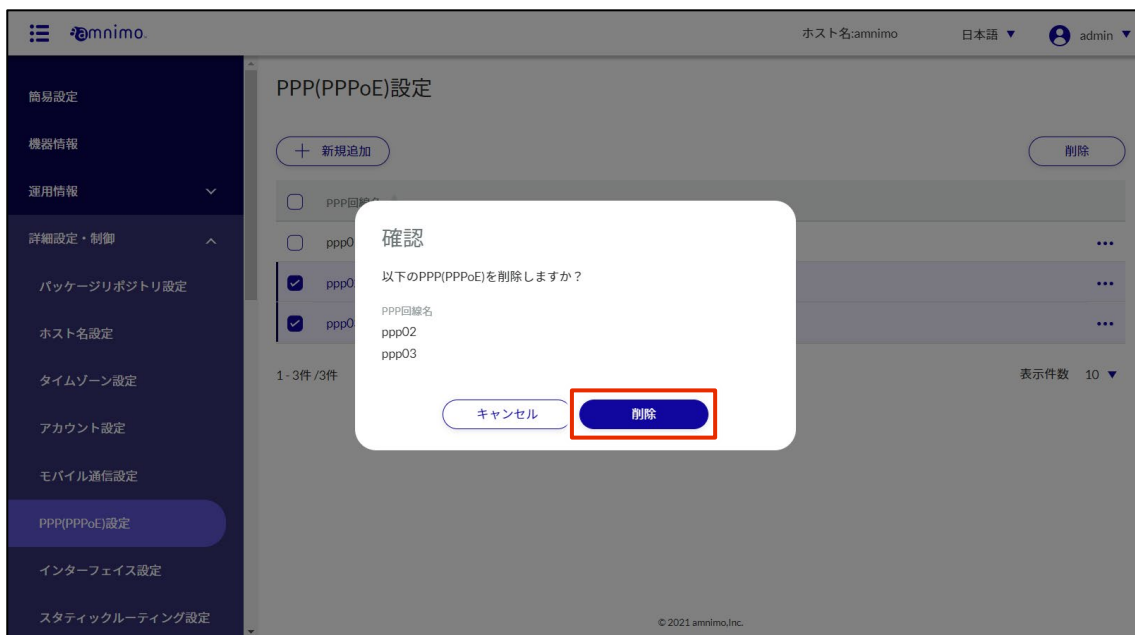 amnimo.
ホスト名:amnimo
日本語 ▼
admin ▼
簡易設定
機器情報
運用情報
詳細設定・制御
パッケージリポジトリ設定
ホスト名設定
タイムゾーン設定
アカウント設定
モバイル通信設定
PPP(PPPoE)設定
インターフェイス設定
スタティックルーティング設定
PPP(PPPoE)設定
+ 新規追加
削除
確認
以下のPPP(PPPoE)を削除しますか?
PPP回線名
ppp02
ppp03
キャンセル
削除
1 - 3件 /3件
表示件数 10 ▼
© 2021 amnimo,Inc.